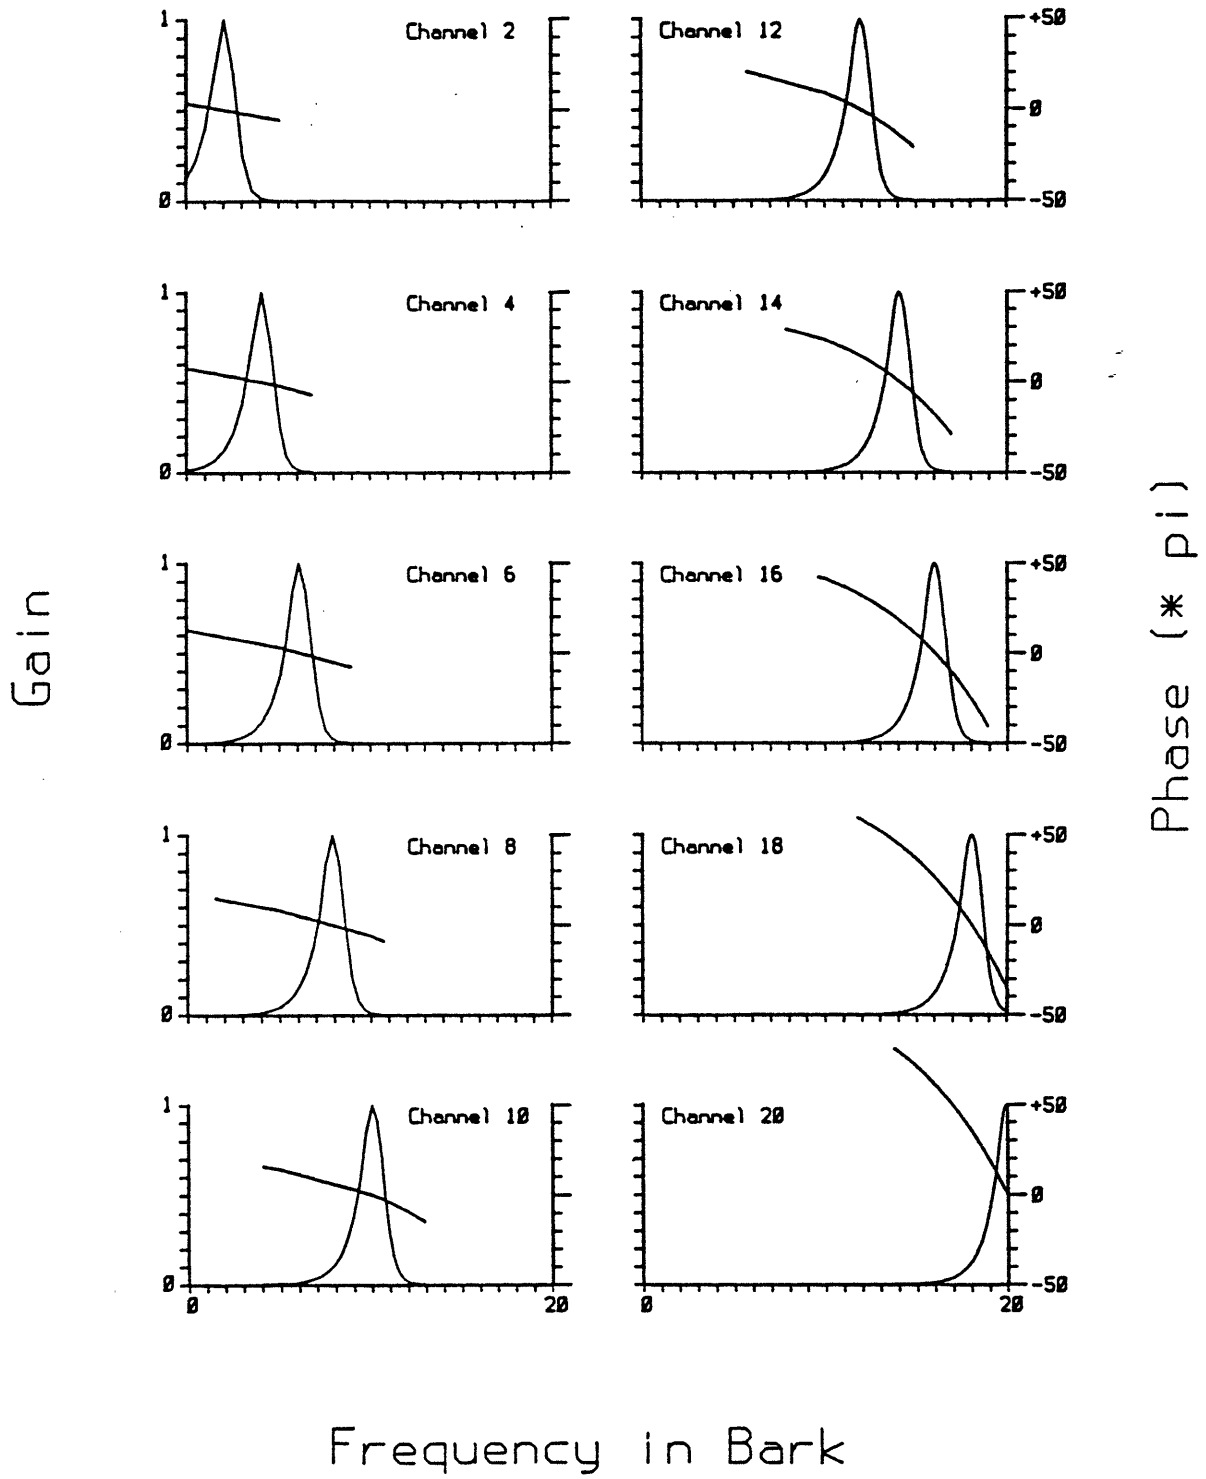 1
Channel 2
0
Channel 12
+50
0
-50
1
Channel 4
0
Channel 14
+50
0
-50
1
Channel 6
0
Channel 16
+50
0
-50
1
Channel 8
0
Channel 18
+50
0
-50
1
Channel 10
0
0
20
Channel 20
+50
0
-50
0
20
Gain
Phase (* pi)
Frequency in Bark